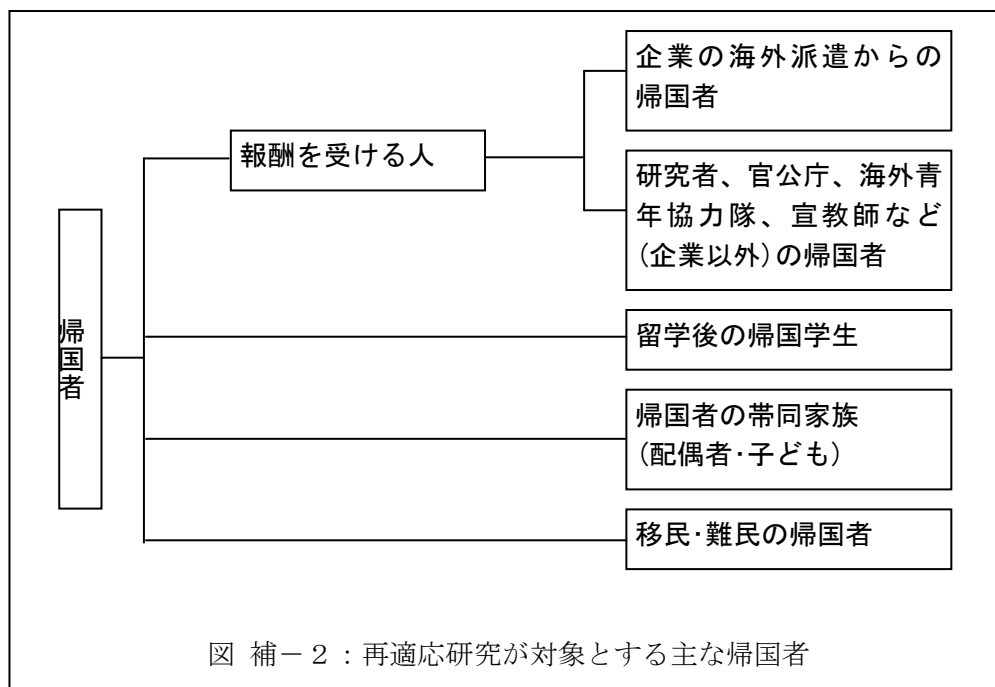 企業の海外派遣からの
帰国者
報酬を受ける人
研究者、官公庁、海外青
年協力隊、宣教師など
(企業以外)の帰国者
帰国者
留学後の帰国学生
帰国者の帯同家族
(配偶者･子ども)
移民･難民の帰国者
図 補－２：再適応研究が対象とする主な帰国者